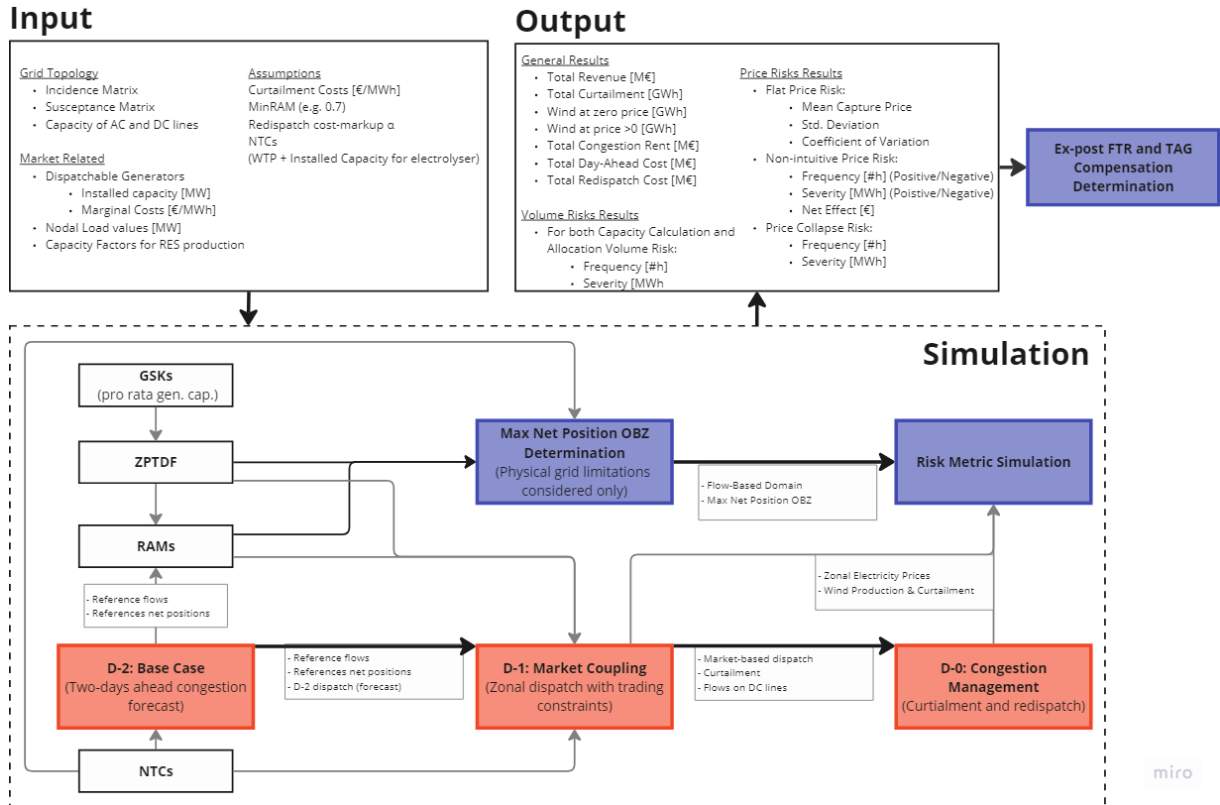 Input
Grid Topology
• Incidence Matrix
• Susceptance Matrix
• Capacity of AC and DC lines
Market Related
• Dispatchable Generators
• Installed capacity [MW]
• Marginal Costs [€/MWh]
• Nodal Load values [MW]
• Capacity Factors for RES production
Assumptions
Curtailment Costs [€/MWh]
MinRAM (e.g. 0.7)
Redispatch cost-markup α
NTCs
(WTP + Installed Capacity for electrolyser)
Output
General Results
• Total Revenue [M€]
• Total Curtailment [GWh]
• Wind at zero price [GWh]
• Wind at price >0 [GWh]
• Total Congestion Rent [M€]
• Total Day-Ahead Cost [M€]
• Total Redispatch Cost [M€]
Volume Risks Results
• For both Capacity Calculation and
Allocation Volume Risk:
• Frequency [#h]
• Severity [MWh
Price Risks Results
• Flat Price Risk:
• Mean Capture Price
• Std. Deviation
• Coefficient of Variation
• Non-intuitive Price Risk:
• Frequency [#h] (Positive/Negative)
• Severity [MWh] (Poistive/Negative)
• Net Effect [€]
• Price Collapse Risk:
• Frequency [#h]
• Severity [MWh]
Ex-post FTR and TAG
Compensation
Determination
Simulation
GSKs
(pro rata gen. cap.)
ZPTDF
RAMs
- Reference flows
- References net positions
D-2: Base Case
(Two-days ahead congestion
forecast)
NTCs
- Reference flows
- References net positions
- D-2 dispatch (forecast)
Max Net Position OBZ
Determination
(Physical grid limitations
considered only)
- Flow-Based Domain
- Max Net Position OBZ
Risk Metric Simulation
- Zonal Electricity Prices
- Wind Production & Curtailment
D-1: Market Coupling
(Zonal dispatch with trading
constraints)
- Market-based dispatch
- Curtailment
- Flows on DC lines
D-0: Congestion
Management
(Curtialment and redispatch)
miro